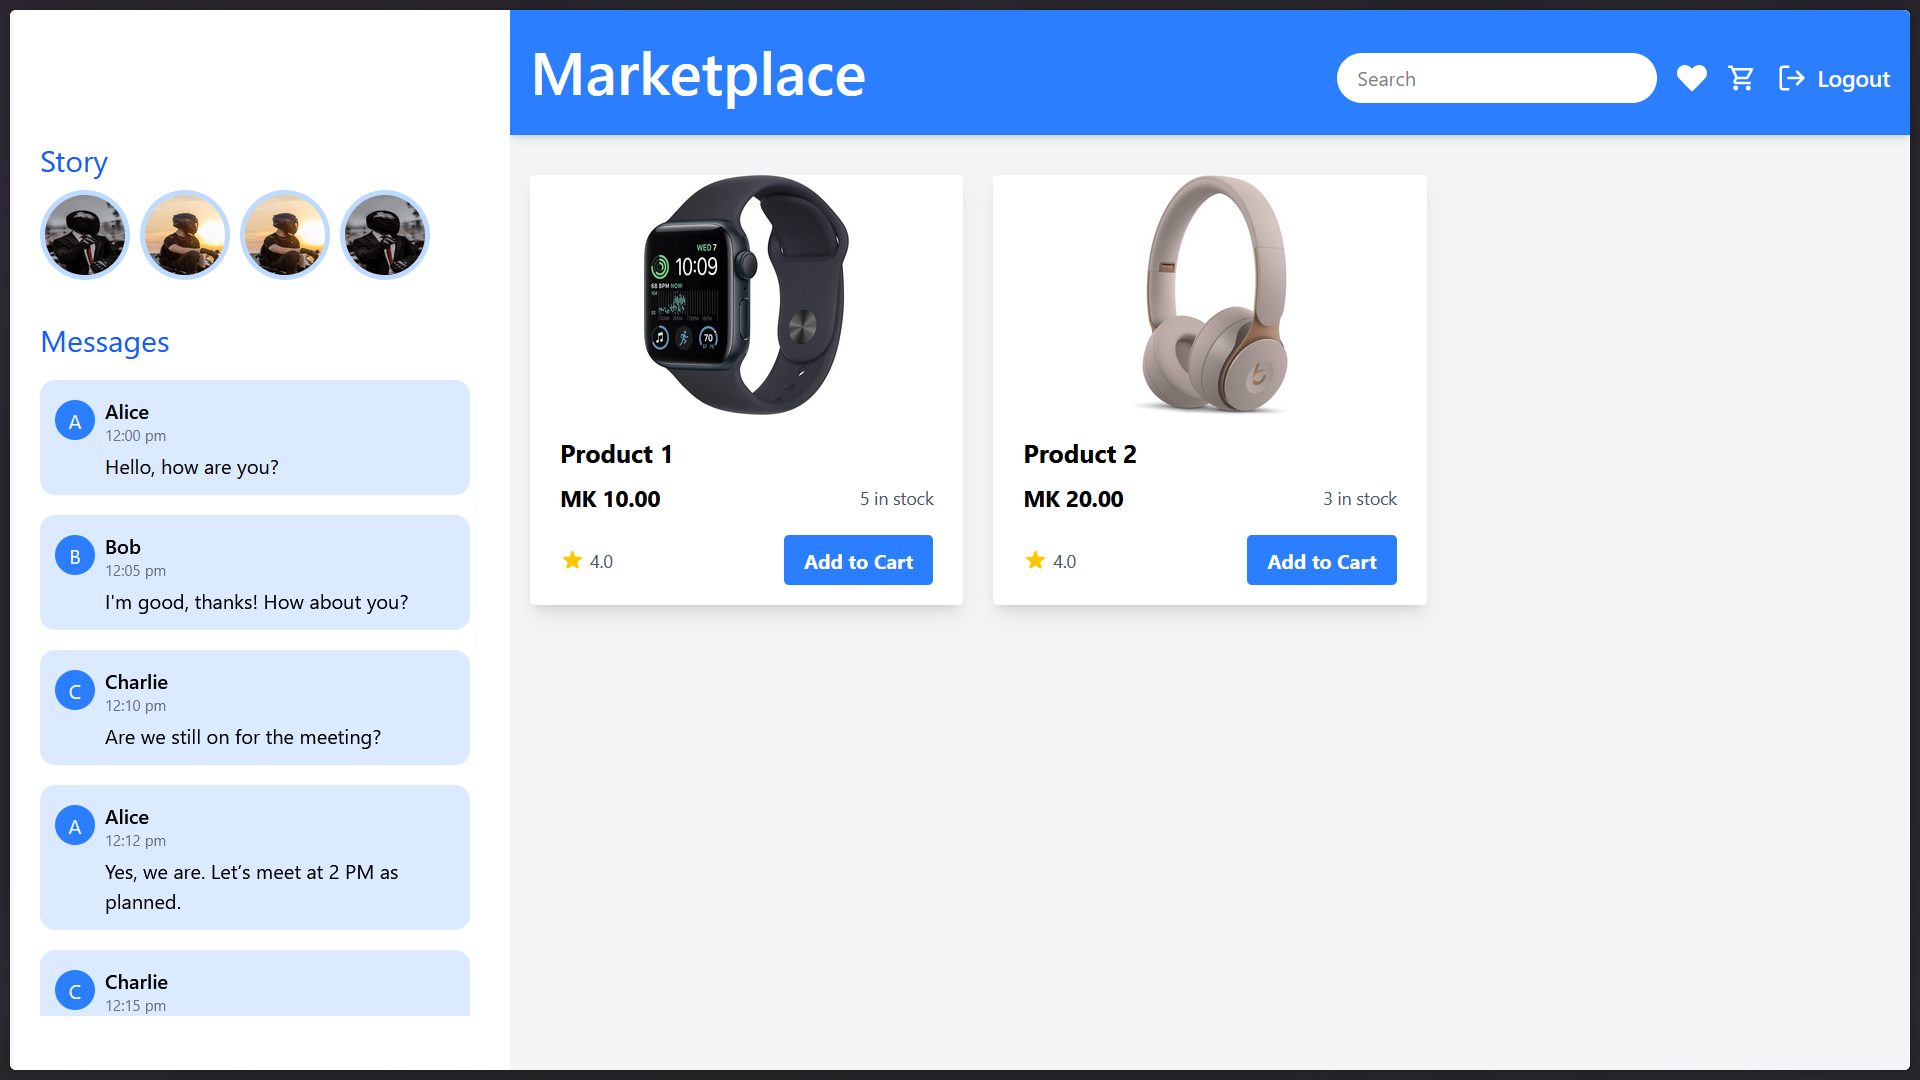 Marketplace
Search
Logout
Story
Messages
A
Alice
12:00 pm
Hello, how are you?
B
Bob
12:05 pm
I'm good, thanks! How about you?
C
Charlie
12:10 pm
Are we still on for the meeting?
A
Alice
12:12 pm
Yes, we are. Let’s meet at 2 PM as
planned.
C
Charlie
12:15 pm
WED 7
10:09
68 BPM NOW
70
Product 1
MK 10.00
5 in stock
4.0
Add to Cart
b
Product 2
MK 20.00
3 in stock
4.0
Add to Cart